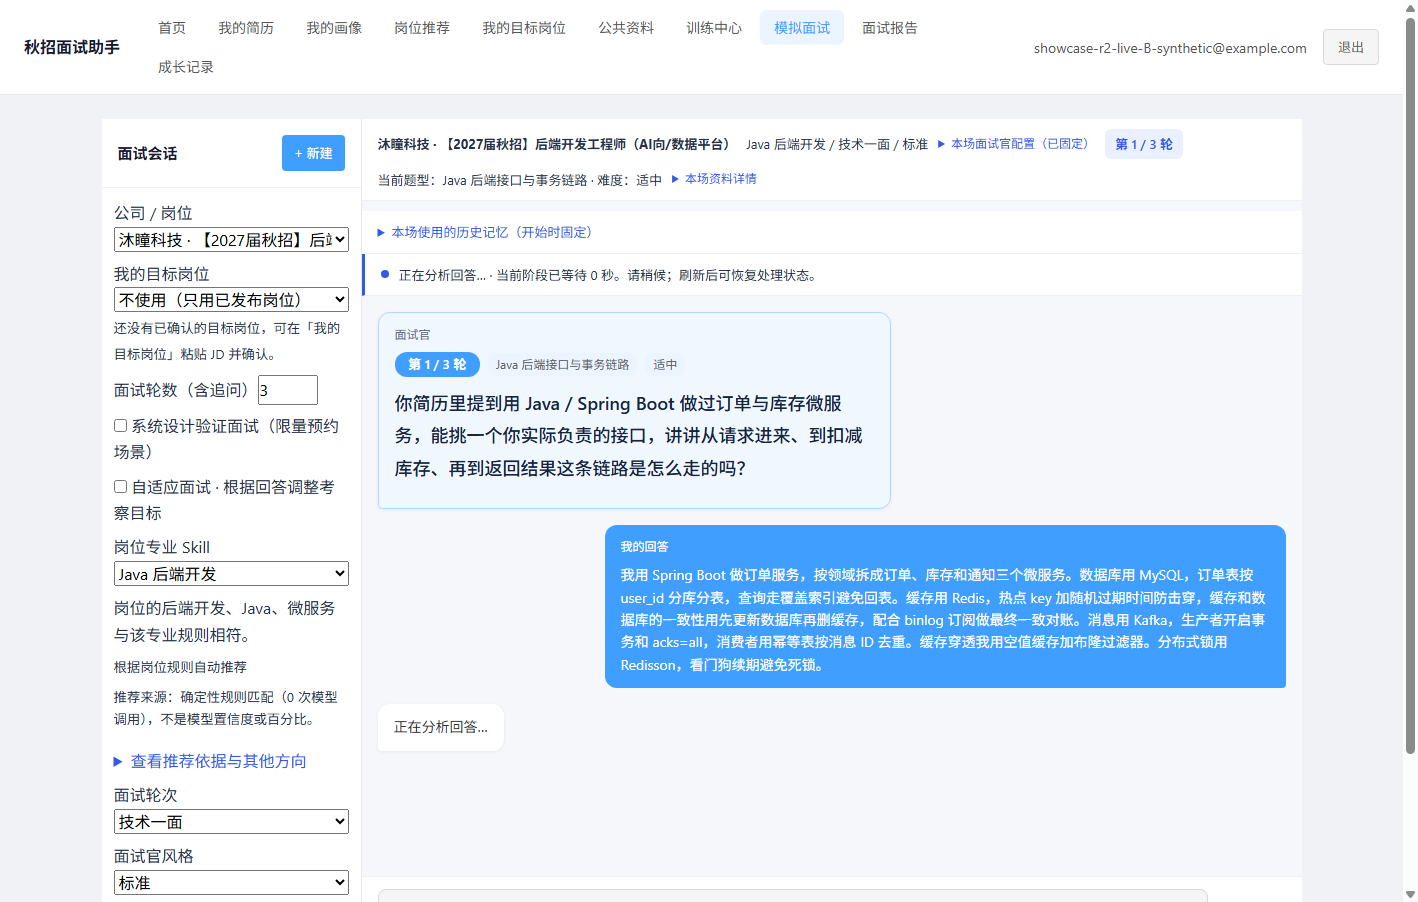 秋招面试助手
首页
我的简历
我的画像
岗位推荐
我的目标岗位
公共资料
训练中心
模拟面试
面试报告
成长记录
showcase-r2-live-B-synthetic@example.com
退出
面试会话
+ 新建
公司 / 岗位
沐瞳科技 · 【2027届秋招】后端
我的目标岗位
不使用（只用已发布岗位）
还没有已确认的目标岗位，可在「我的
目标岗位」粘贴 JD 并确认。
面试轮数（含追问） 3
系统设计验证面试（限量预约
场景）
自适应面试 · 根据回答调整考
察目标
岗位专业 Skill
Java 后端开发
岗位的后端开发、Java、微服务
与该专业规则相符。
根据岗位规则自动推荐
推荐来源：确定性规则匹配（0 次模型
调用），不是模型置信度或百分比。
查看推荐依据与其他方向
面试轮次
技术一面
面试官风格
标准
沐瞳科技 · 【2027届秋招】后端开发工程师（AI向/数据平台） Java 后端开发 / 技术一面 / 标准 本场面试官配置（已固定） 第 1 / 3 轮
当前题型：Java 后端接口与事务链路 · 难度：适中 本场资料详情
本场使用的历史记忆（开始时固定）
正在分析回答... · 当前阶段已等待 0 秒。请稍候；刷新后可恢复处理状态。
面试官
第 1 / 3 轮 Java 后端接口与事务链路 适中
你简历里提到用 Java / Spring Boot 做过订单与库存微服
务，能挑一个你实际负责的接口，讲讲从请求进来、到扣减
库存、再到返回结果这条链路是怎么走的吗？
我的回答
我用 Spring Boot 做订单服务，按领域拆成订单、库存和通知三个微服务。数据库用 MySQL，订单表按
user_id 分库分表，查询走覆盖索引避免回表。缓存用 Redis，热点 key 加随机过期时间防击穿，缓存和数
据库的一致性用先更新数据库再删缓存，配合 binlog 订阅做最终一致对账。消息用 Kafka，生产者开启事
务和 acks=all，消费者用幂等表按消息 ID 去重。缓存穿透我用空值缓存加布隆过滤器。分布式锁用
Redisson，看门狗续期避免死锁。
正在分析回答...